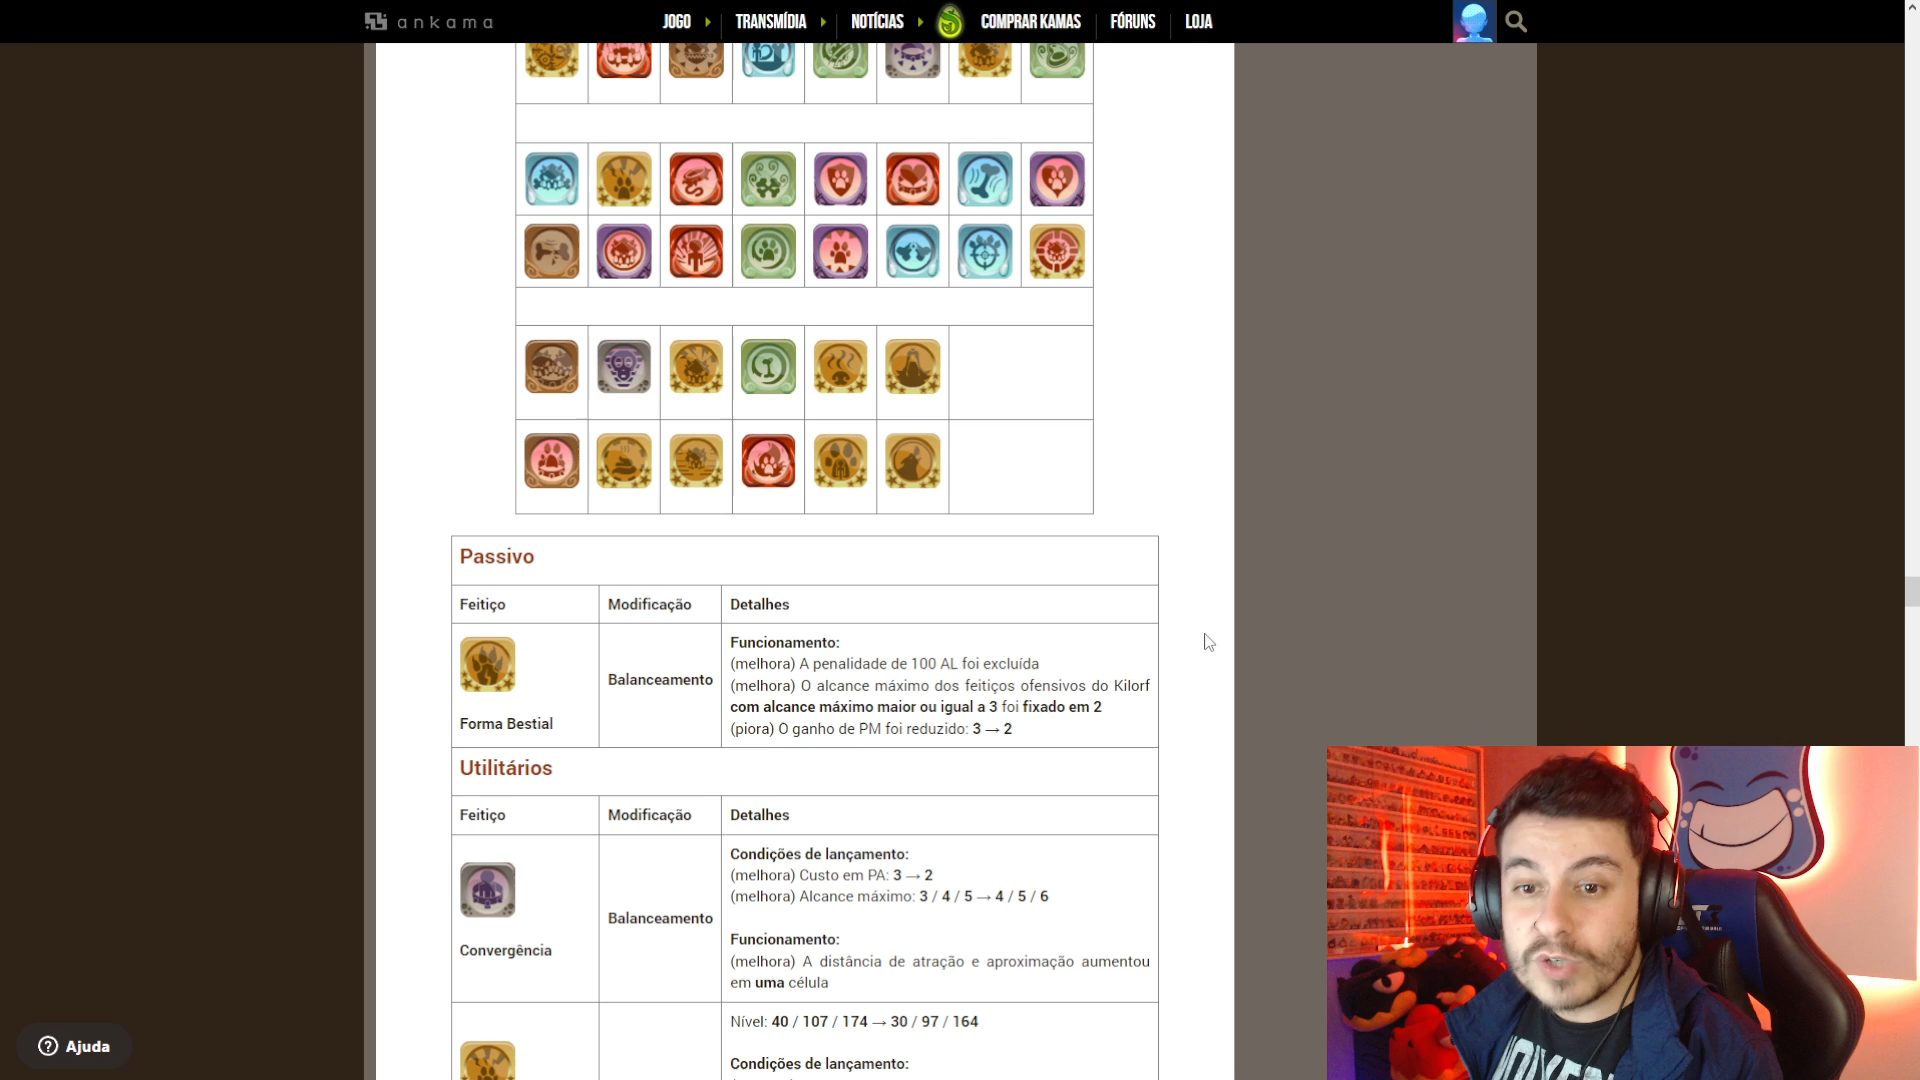 ankama
JOGO
TRANSMÍDIA
NOTÍCIAS
COMPRAR KAMAS
FÓRUNS
LOJA
Passivo
Feitiço Modificação Detalhes
Forma Bestial
Balanceamento
Funcionamento:
(melhora) A penalidade de 100 AL foi excluída
(melhora) O alcance máximo dos feitiços ofensivos do Kilorf
com alcance máximo maior ou igual a 3 foi fixado em 2
(piora) O ganho de PM foi reduzido: 3 → 2
Utilitários
Feitiço Modificação Detalhes
Convergência
Balanceamento
Condições de lançamento:
(melhora) Custo em PA: 3 → 2
(melhora) Alcance máximo: 3 / 4 / 5 → 4 / 5 / 6
Funcionamento:
(melhora) A distância de atração e aproximação aumentou
em uma célula
Nível: 40 / 107 / 174 → 30 / 97 / 164
Condições de lançamento:
Ajuda